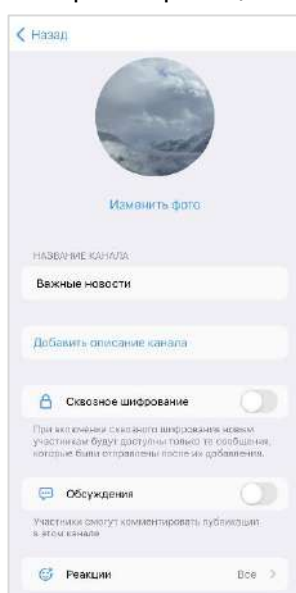 Назад
Изменить фото
НАЗВАНИЕ КАНАЛА
Важные новости
Добавить описание канала
Сквозное шифрование
При включении сквозного шифрования новым
участникам будут доступны только те сообщения,
которые были отправлены после их добавления.
Обсуждения
Участники смогут комментировать публикации
в этом канале
Реакции
Все